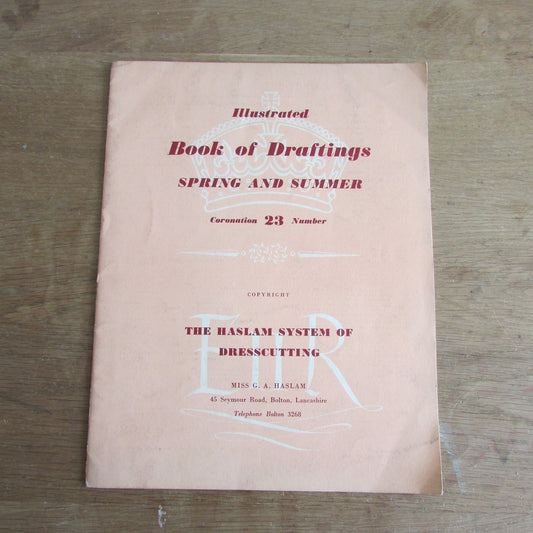 Illustrated
Book of Draftings
SPRING AND SUMMER
Coronation 23 Number
COPYRIGHT
EIIR
THE HASLAM SYSTEM OF
DRESSCUTTING
MISS G. A. HASLAM
45 Seymour Road, Bolton, Lancashire
Telephone Bolton 3268